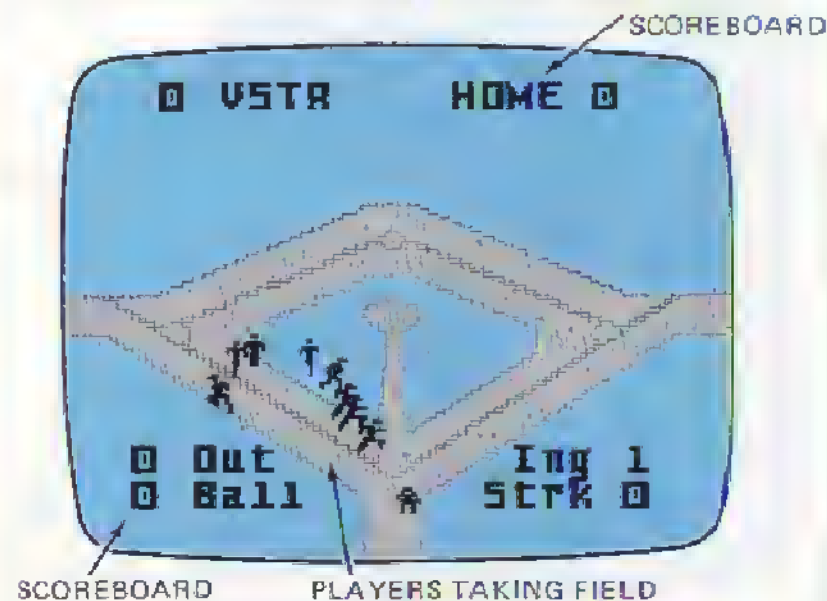 SCOREBOARD
0 VSTR HOME 0
0 Out Ing 1
0 Ball Strk 0
SCOREBOARD PLAYERS TAKING FIELD